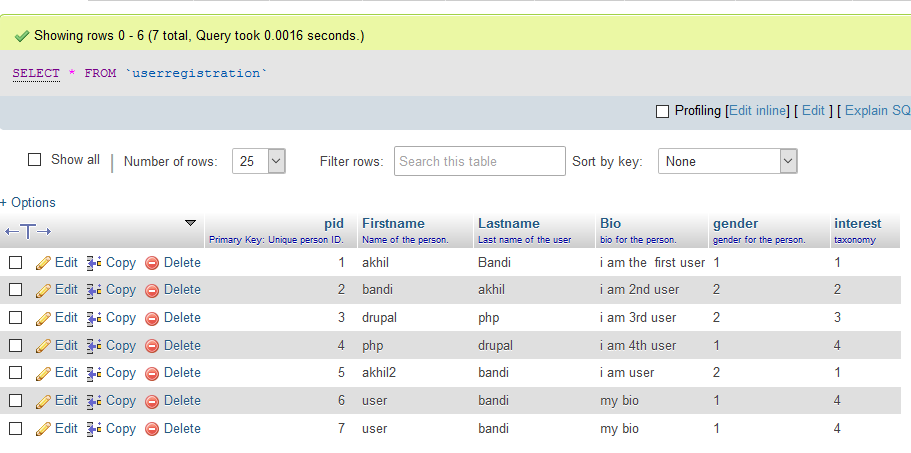 Showing rows 0 - 6 (7 total, Query took 0.0016 seconds.)
SELECT * FROM `userregistration`
Profiling [Edit inline] [ Edit ] [ Explain SQ
Show all | Number of rows: 25 Filter rows: Search this table Sort by key: None
+ Options
←T→ pid Firstname Lastname Bio gender interest
Primary Key: Unique person ID. Name of the person. Last name of the user bio for the person. gender for the person. taxonomy
Edit Copy Delete 1 akhil Bandi i am the first user 1 1
Edit Copy Delete 2 bandi akhil i am 2nd user 2 2
Edit Copy Delete 3 drupal php i am 3rd user 2 3
Edit Copy Delete 4 php drupal i am 4th user 1 4
Edit Copy Delete 5 akhil2 bandi i am user 2 1
Edit Copy Delete 6 user bandi my bio 1 4
Edit Copy Delete 7 user bandi my bio 1 4